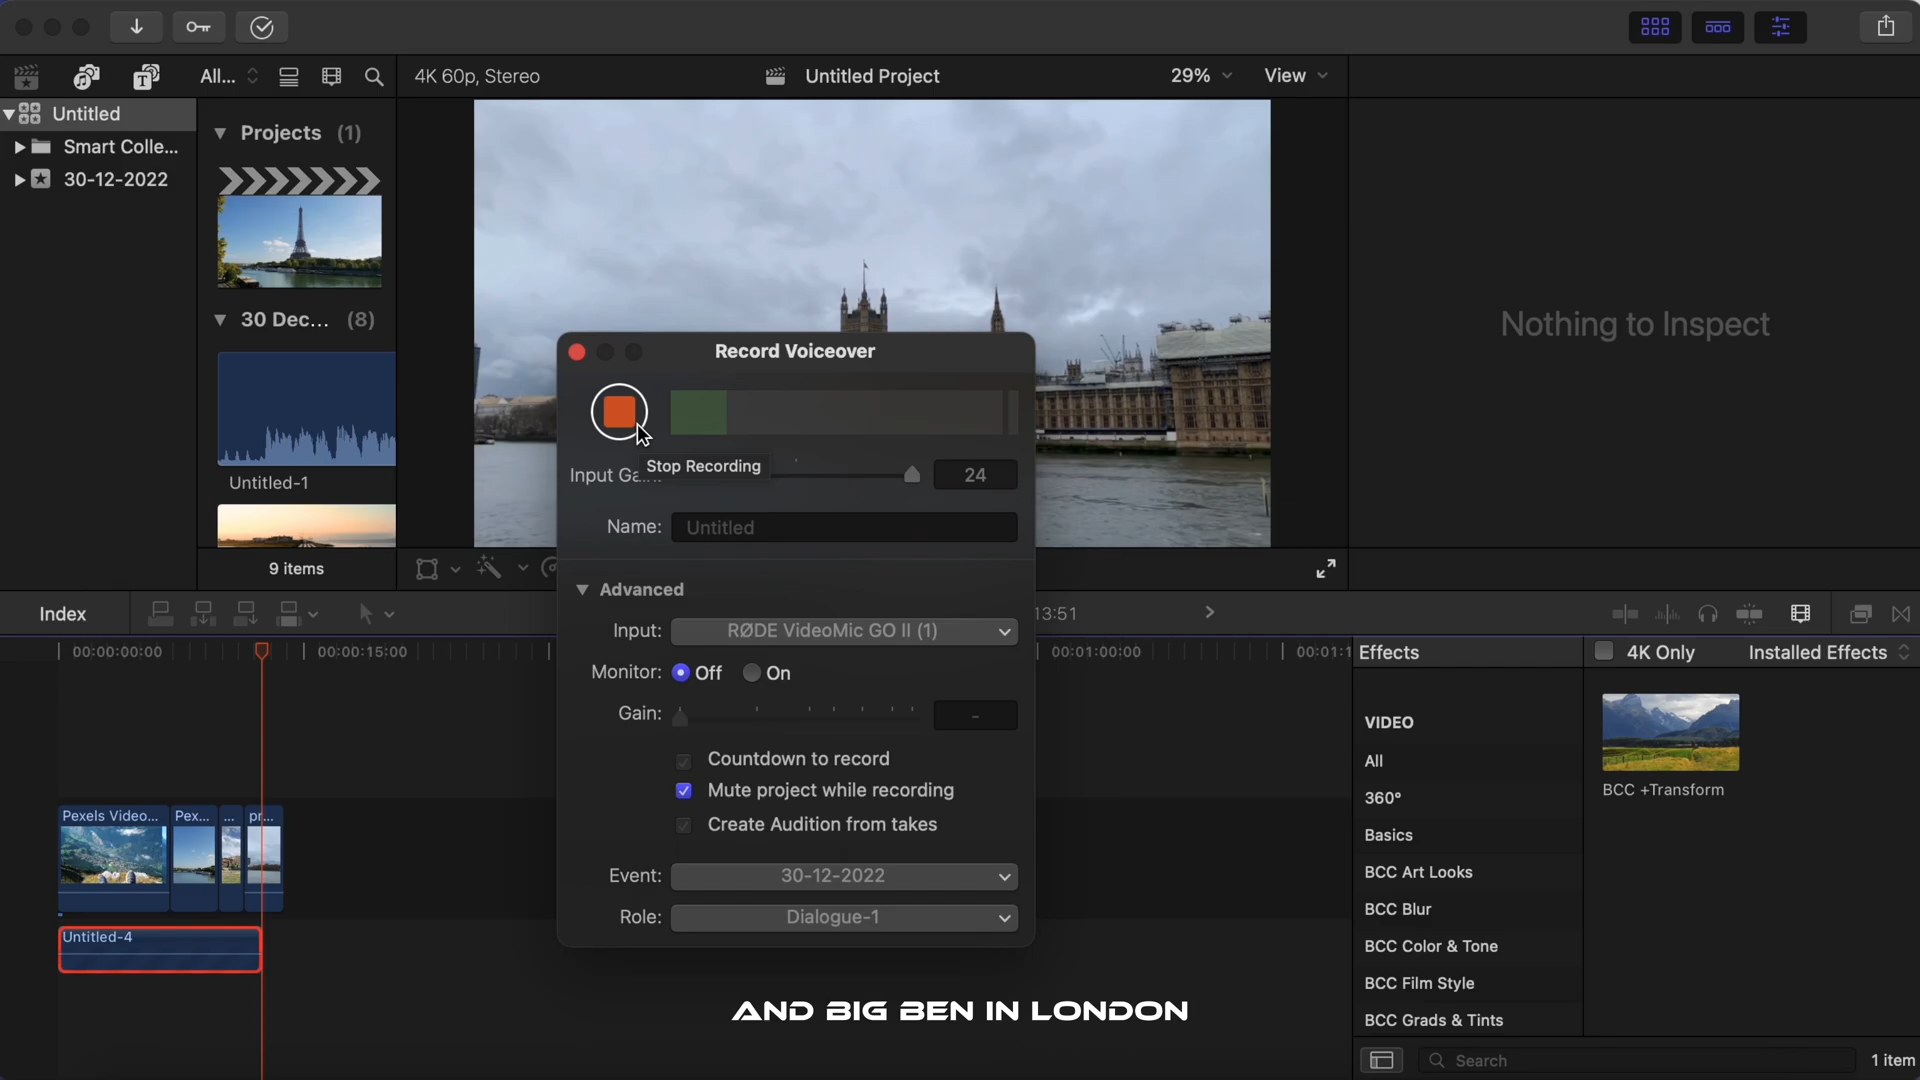 All...
4K 60p, Stereo
Untitled Project
29%
View
Untitled
Smart Colle...
30-12-2022
Projects (1)
30 Dec... (8)
Untitled-1
9 items
Nothing to Inspect
Record Voiceover
Stop Recording
24
Name: Untitled
Advanced
Input: RØDE VideoMic GO II (1)
Monitor: Off On
Gain: -
Countdown to record
Mute project while recording
Create Audition from takes
Event: 30-12-2022
Role: Dialogue-1
Index
13:51
00:00:00:00
00:00:15:00
00:01:00:00
00:01:1
Pexels Video...
Pex...
...
pr...
Untitled-4
Effects
4K Only
Installed Effects
VIDEO
All
360°
Basics
BCC Art Looks
BCC Blur
BCC Color & Tone
BCC Film Style
BCC Grads & Tints
BCC +Transform
Search
1 item
AND BIG BEN IN LONDON